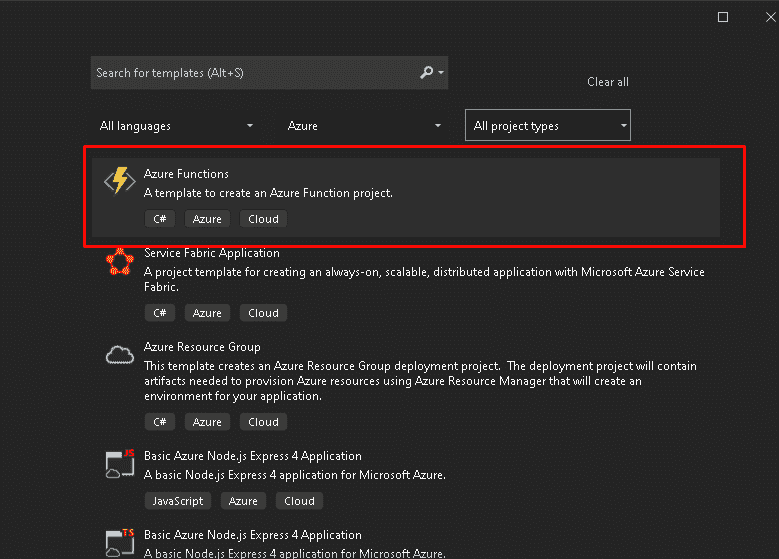 Search for templates (Alt+S)
Clear all
All languages
Azure
All project types
Azure Functions
A template to create an Azure Function project.
C#
Azure
Cloud
Service Fabric Application
A project template for creating an always-on, scalable, distributed application with Microsoft Azure Service
Fabric.
C#
Azure
Cloud
Azure Resource Group
This template creates an Azure Resource Group deployment project.  The deployment project will contain
artifacts needed to provision Azure resources using Azure Resource Manager that will create an
environment for your application.
C#
Azure
Cloud
JS
Basic Azure Node.js Express 4 Application
A basic Node.js Express 4 application for Microsoft Azure.
JavaScript
Azure
Cloud
TS
Basic Azure Node.js Express 4 Application
A basic Node.js Express 4 application for Microsoft Azure.